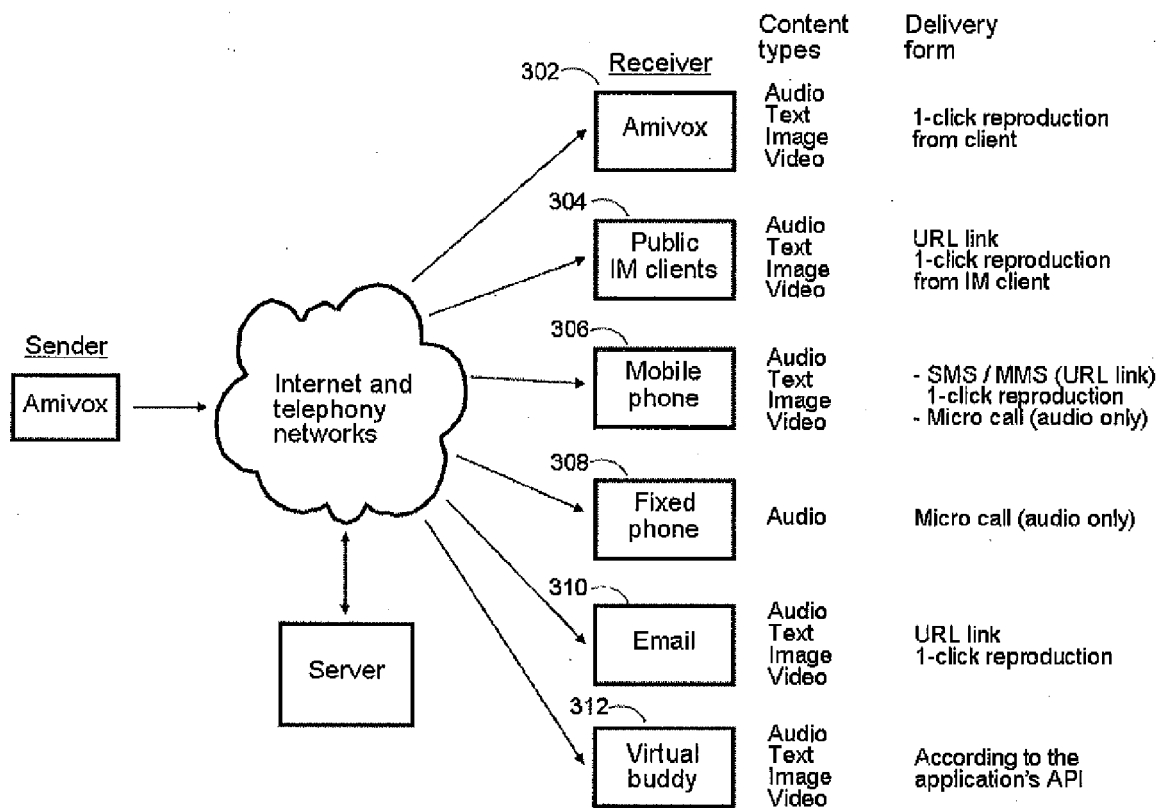 Content types
Delivery form
Receiver
302
Amivox
Audio
Text
Image
Video
1-click reproduction
from client
304
Public
IM clients
Audio
Text
Image
Video
URL link
1-click reproduction
from IM client
Sender
Amivox
Internet and
telephony
networks
306
Mobile
phone
Audio
Text
Image
Video
- SMS / MMS (URL link)
1-click reproduction
- Micro call (audio only)
308
Fixed
phone
Audio
Micro call (audio only)
Server
310
Email
Audio
Text
Image
Video
URL link
1-click reproduction
312
Virtual
buddy
Audio
Text
Image
Video
According to the
application's API